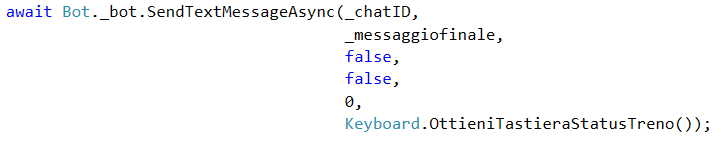 await Bot._bot.SendTextMessageAsync(_chatID,
_messaggiofinale,
false,
false,
0,
Keyboard.OttieniTastieraStatusTreno());